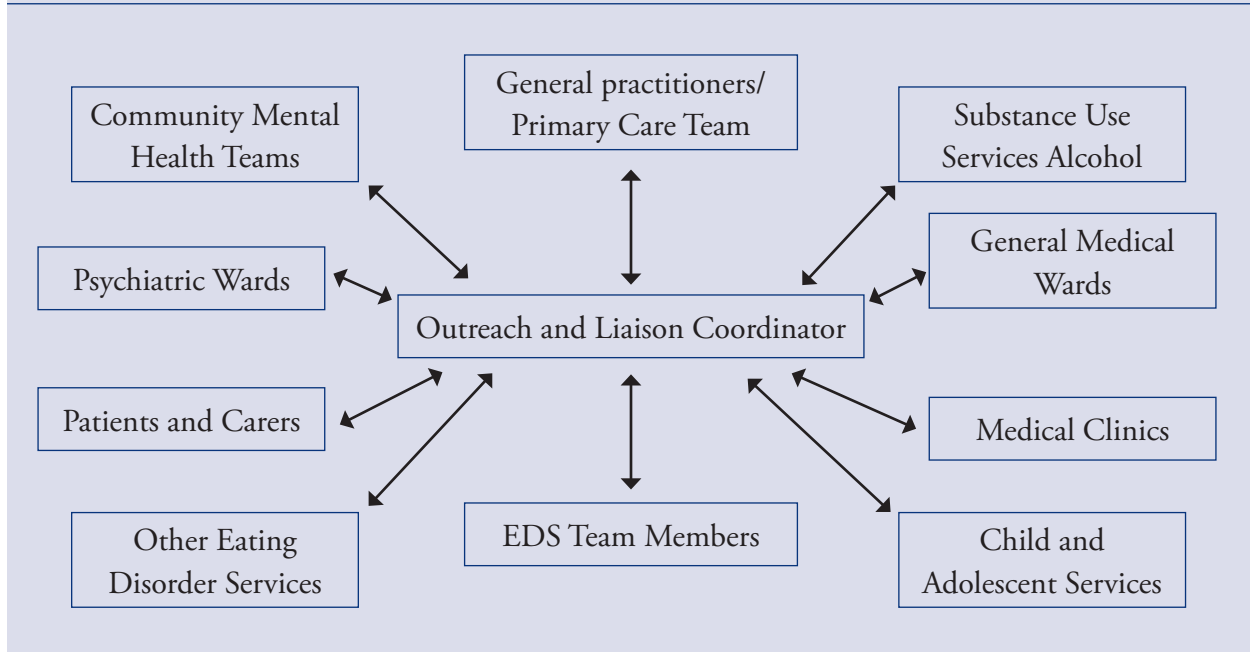 General practitioners/
Primary Care Team
Community Mental
Health Teams
Substance Use
Services Alcohol
Psychiatric Wards
General Medical
Wards
Outreach and Liaison Coordinator
Patients and Carers
Medical Clinics
Other Eating
Disorder Services
EDS Team Members
Child and
Adolescent Services